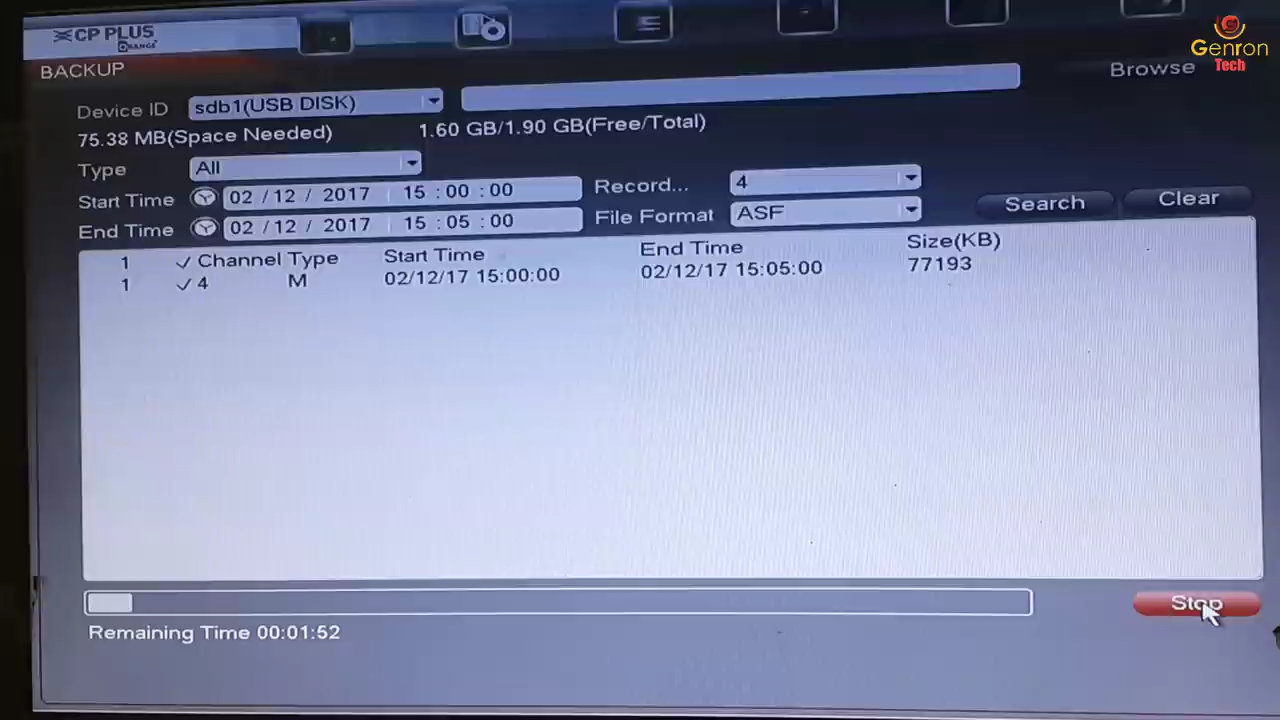 CP PLUS
ORANGE
Genron
Tech
BACKUP
Browse
Device ID sdb1(USB DISK)
75.38 MB(Space Needed) 1.60 GB/1.90 GB(Free/Total)
Type All
Start Time 02 / 12 / 2017 15 : 00 : 00 Record... 4
End Time 02 / 12 / 2017 15 : 05 : 00 File Format ASF Search Clear
1 Channel Type Start Time End Time Size(KB)
1 4 M 02/12/17 15:00:00 02/12/17 15:05:00 77193
Stop
Remaining Time 00:01:52